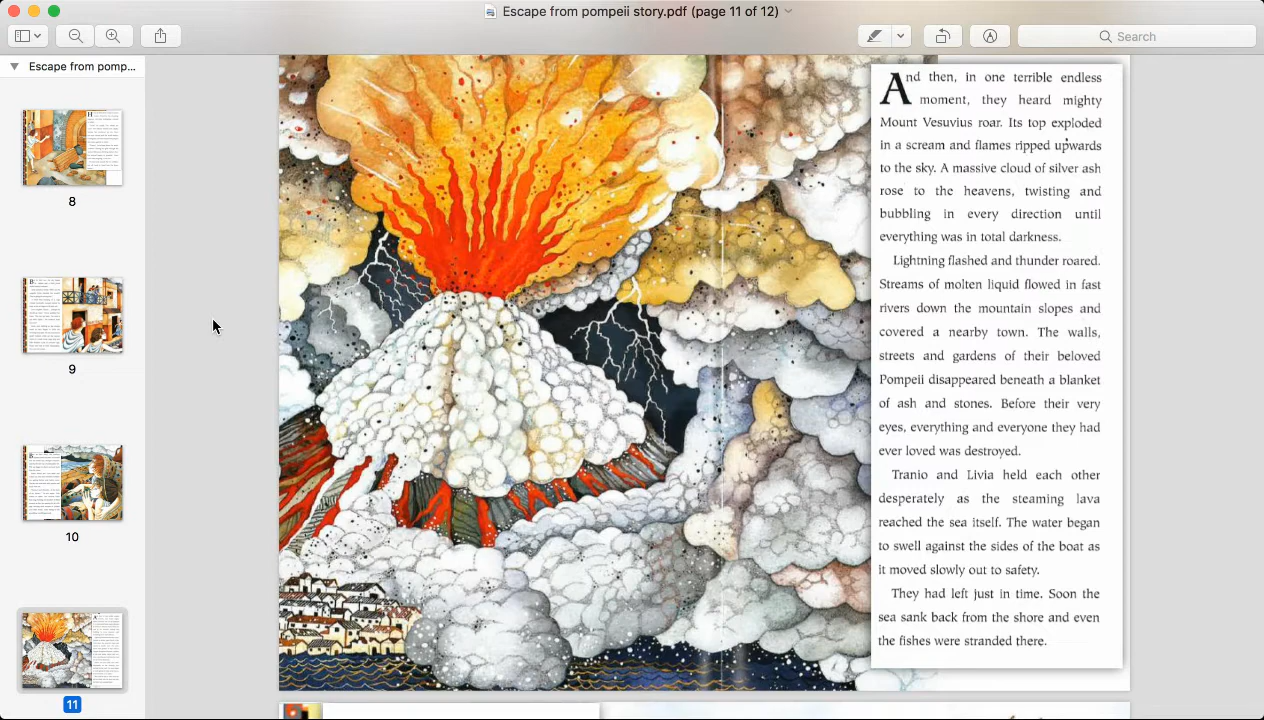 Escape from pompeii story.pdf (page 11 of 12)
Search
Escape from pomp...
8
9
10
11
And then, in one terrible endless
moment, they heard mighty
Mount Vesuvius roar. Its top exploded
in a scream and flames ripped upwards
to the sky. A massive cloud of silver ash
rose to the heavens, twisting and
bubbling in every direction until
everything was in total darkness.
Lightning flashed and thunder roared.
Streams of molten liquid flowed in fast
rivers down the mountain slopes and
covered a nearby town. The walls,
streets and gardens of their beloved
Pompeii disappeared beneath a blanket
of ash and stones. Before their very
eyes, everything and everyone they had
ever loved was destroyed.
Tranio and Livia held each other
desperately as the steaming lava
reached the sea itself. The water began
to swell against the sides of the boat as
it moved slowly out to safety.
They had left just in time. Soon the
sea sank back from the shore and even
the fishes were stranded there.